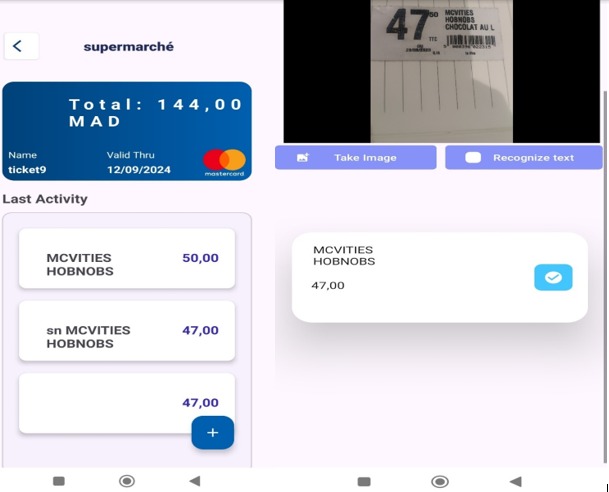 supermarché
Total: 144,00
MAD
Name
Valid Thru
ticket9
12/09/2024
mastercard
Last Activity
MCVITIES
HOBNOBS
50,00
sn MCVITIES
HOBNOBS
47,00
47,00
+
47 50
TTC
MCVITIES
HOBNOBS
CHOCOLAT AU L
Take Image
Recognize text
MCVITIES
HOBNOBS
47,00